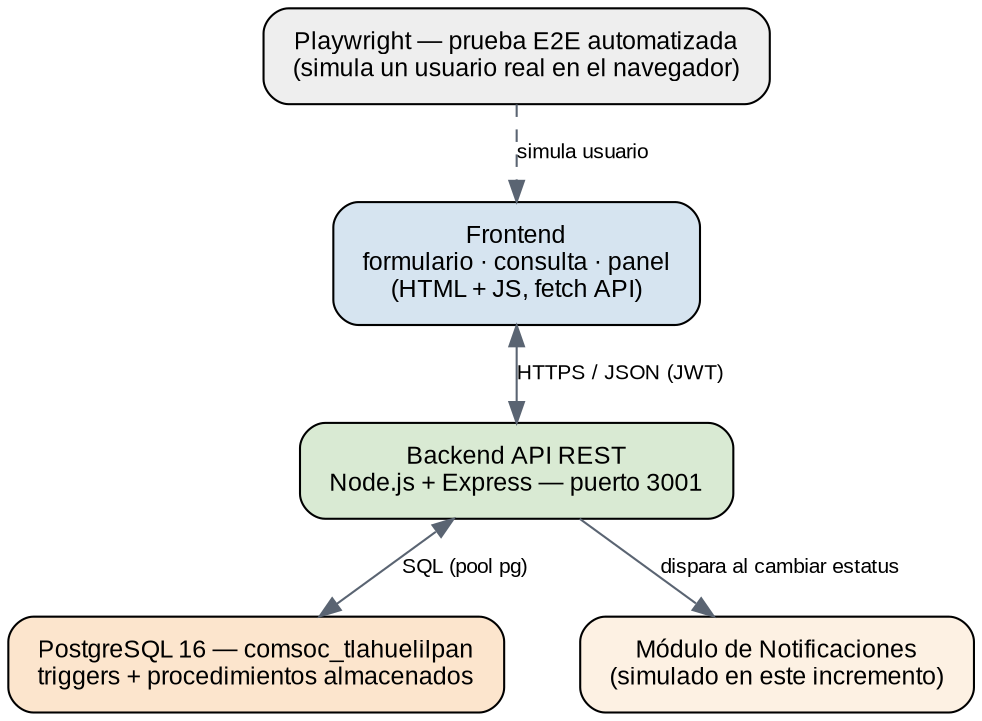 Playwright — prueba E2E automatizada
(simula un usuario real en el navegador)
simula usuario
Frontend
formulario · consulta · panel
(HTML + JS, fetch API)
HTTPS / JSON (JWT)
Backend API REST
Node.js + Express — puerto 3001
SQL (pool pg)
dispara al cambiar estatus
PostgreSQL 16 — comsoc_tlahuelilpan
triggers + procedimientos almacenados
Módulo de Notificaciones
(simulado en este incremento)